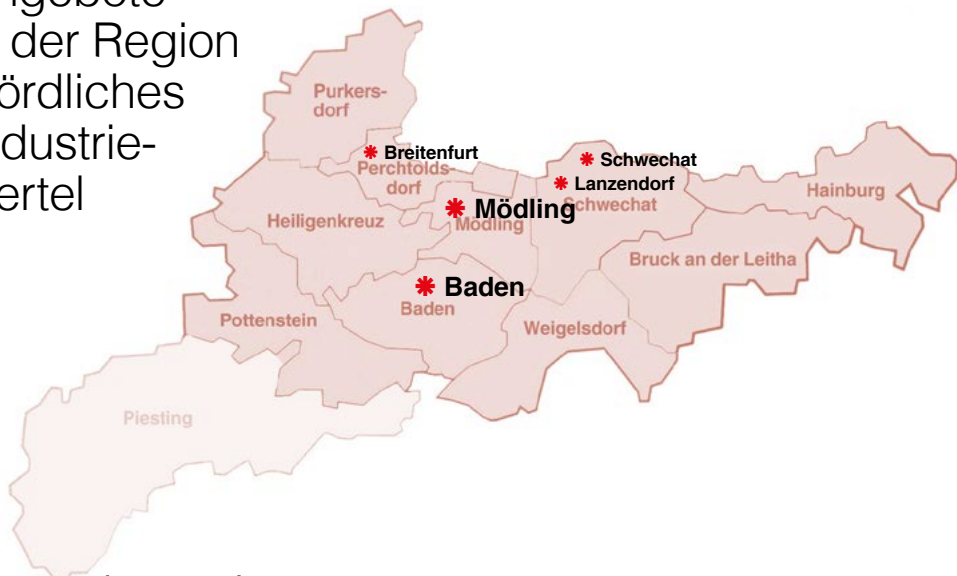 ngebote
der Region
ördliches
dustrie-
ertel
Purkers-
dorf
✱ Breitenfurt
Perchtolds-
dorf
✱ Schwechat
✱ Lanzendorf
Schwechat
Hainburg
✱ Mödling
Mödling
Heiligenkreuz
Bruck an der Leitha
✱ Baden
Baden
Pottenstein
Weigelsdorf
Piesting